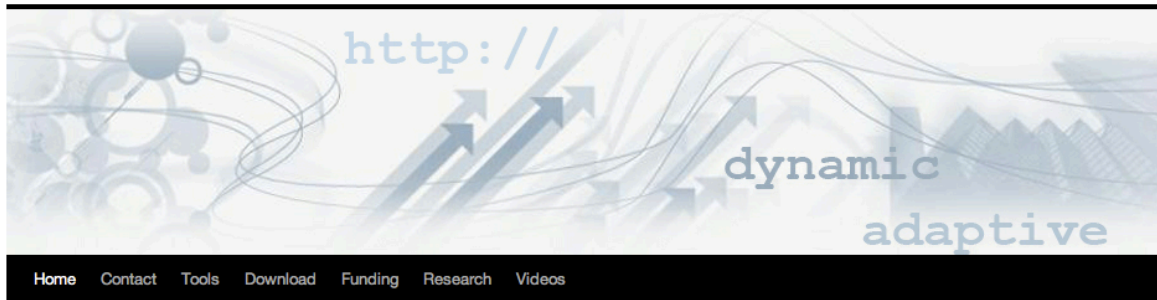 http://
dynamic
adaptive
Home Contact Tools Download Funding Research Videos